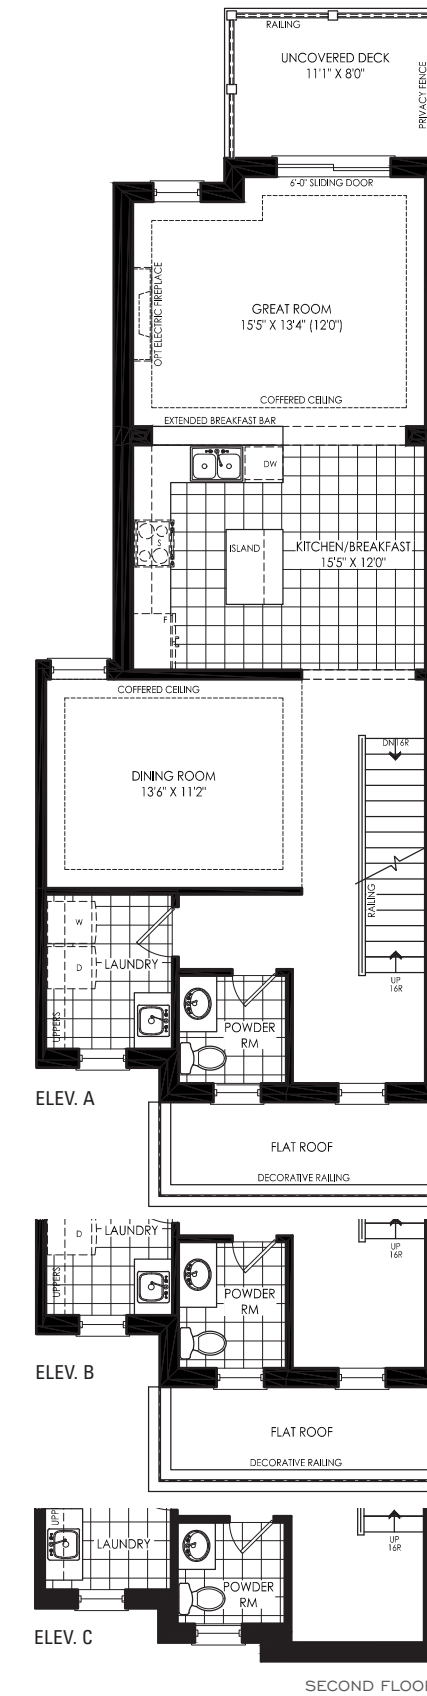 RAILING
UNCOVERED DECK
11'1" X 8'0"
PRIVACY FENCE
6'-0" SLIDING DOOR
OPT ELECTRIC FIREPLACE
GREAT ROOM
15'5" X 13'4" (12'0")
COFFERED CEILING
EXTENDED BREAKFAST BAR
DW
S
ISLAND
KITCHEN/BREAKFAST
15'5" X 12'0"
F
COFFERED CEILING
DN 16R
DINING ROOM
13'6" X 11'2"
RAILING
W
D
LAUNDRY
UP
16R
UPPERS
POWDER
RM
ELEV. A
FLAT ROOF
DECORATIVE RAILING
D
LAUNDRY
UP
16R
UPPERS
POWDER
RM
ELEV. B
FLAT ROOF
DECORATIVE RAILING
UPP
LAUNDRY
UP
16R
POWDER
RM
ELEV. C
SECOND FLOOR